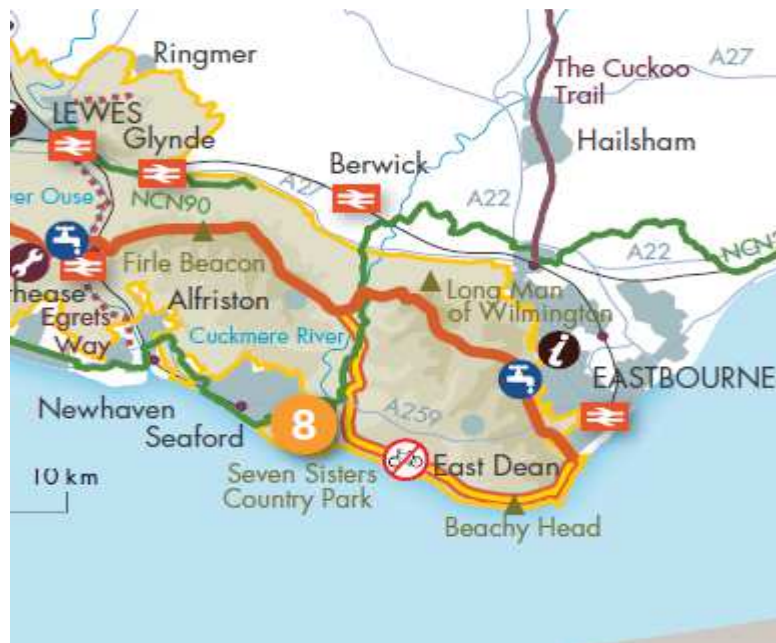 Ringmer
A27
The Cuckoo
Trail
LEWES
Glynde
Hailsham
Berwick
A27
A22
ver Ouse
NCN90
A22
Firle Beacon
Long Man
of Wilmington
hease
Alfriston
Egrets
Way
Cuckmere River
EASTBOURNE
Newhaven
A259
Seaford
8
East Dean
10 km
Seven Sisters
Country Park
Beachy Head